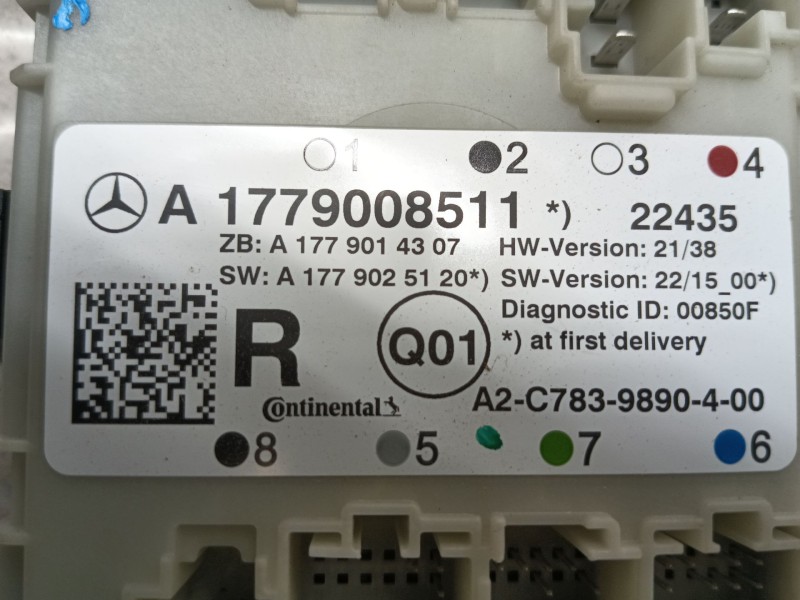 1 2 3 4
A 1779008511 *) 22435
ZB: A 177 901 43 07 HW-Version: 21/38
SW: A 177 902 51 20*) SW-Version: 22/15_00*)
Diagnostic ID: 00850F
R Q01 *) at first delivery
Continental A2-C783-9890-4-00
8 5 7 6